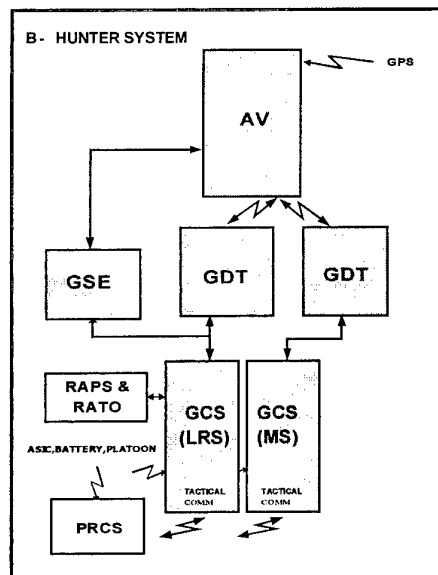 B - HUNTER SYSTEM
GPS
AV
GSE
GDT
GDT
RAPS &
RATO
GCS
(LRS)
GCS
(MS)
ASIC,BATTERY,PLATOON
TACTICAL
COMM
TACTICAL
COMM
PRCS